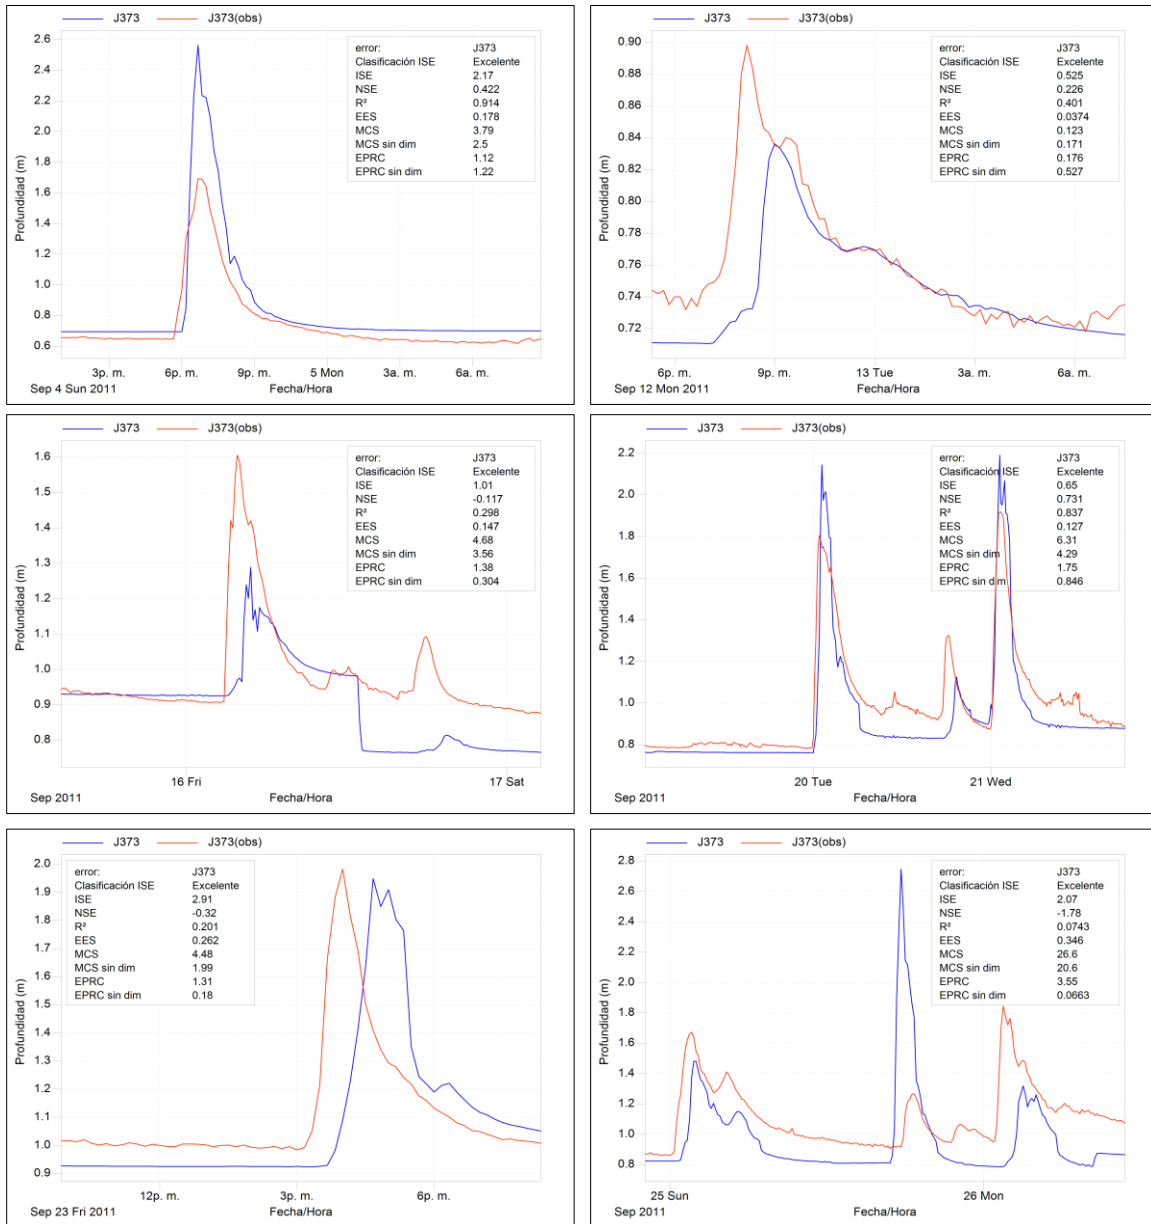 J373 J373(obs)
2.6
2.4
2.2
2.0
1.8
1.6
1.4
1.2
1.0
0.8
0.6
Profundidad (m)
error: J373
Clasificación ISE Excelente
ISE 2.17
NSE 0.422
R² 0.914
EES 0.178
MCS 3.79
MCS sin dim 2.5
EPRC 1.12
EPRC sin dim 1.22
3p. m. 6p. m. 9p. m. 5 Mon 3a. m. 6a. m.
Sep 4 Sun 2011 Fecha/Hora
J373 J373(obs)
0.90
0.88
0.86
0.84
0.82
0.80
0.78
0.76
0.74
0.72
Profundidad (m)
error: J373
Clasificación ISE Excelente
ISE 0.525
NSE 0.226
R² 0.401
EES 0.0374
MCS 0.123
MCS sin dim 0.171
EPRC 0.176
EPRC sin dim 0.527
6p. m. 9p. m. 13 Tue 3a. m. 6a. m.
Sep 12 Mon 2011 Fecha/Hora
J373 J373(obs)
1.6
1.5
1.4
1.3
1.2
1.1
1.0
0.9
0.8
Profundidad (m)
error: J373
Clasificación ISE Excelente
ISE 1.01
NSE -0.117
R² 0.298
EES 0.147
MCS 4.68
MCS sin dim 3.56
EPRC 1.38
EPRC sin dim 0.304
16 Fri 17 Sat
Sep 2011 Fecha/Hora
J373 J373(obs)
2.2
2.0
1.8
1.6
1.4
1.2
1.0
0.8
Profundidad (m)
error: J373
Clasificación ISE Excelente
ISE 0.65
NSE 0.731
R² 0.837
EES 0.127
MCS 6.31
MCS sin dim 4.29
EPRC 1.75
EPRC sin dim 0.846
20 Tue 21 Wed
Sep 2011 Fecha/Hora
J373 J373(obs)
2.0
1.9
1.8
1.7
1.6
1.5
1.4
1.3
1.2
1.1
1.0
0.9
Profundidad (m)
error: J373
Clasificación ISE Excelente
ISE 2.91
NSE -0.32
R² 0.201
EES 0.262
MCS 4.48
MCS sin dim 1.99
EPRC 1.31
EPRC sin dim 0.18
12p. m. 3p. m. 6p. m.
Sep 23 Fri 2011 Fecha/Hora
J373 J373(obs)
2.8
2.6
2.4
2.2
2.0
1.8
1.6
1.4
1.2
1.0
0.8
Profundidad (m)
error: J373
Clasificación ISE Excelente
ISE 2.07
NSE -1.78
R² 0.0743
EES 0.346
MCS 26.6
MCS sin dim 20.6
EPRC 3.55
EPRC sin dim 0.0663
25 Sun 26 Mon
Sep 2011 Fecha/Hora